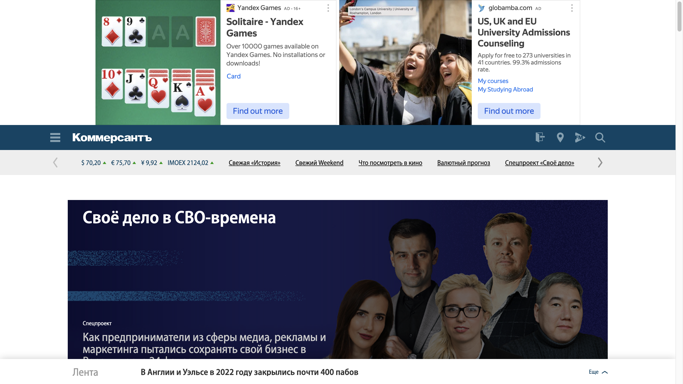 Yandex Games AD · 16+
Solitaire - Yandex
Games
Over 10000 games available on
Yandex Games. No installations or
downloads!
Card
Find out more
globamba.com AD
US, UK and EU
University Admissions
Counseling
Apply for free to 273 universities in
41 countries. 99.3% admissions
rate.
My courses
My Studying Abroad
Find out more
Коммерсантъ
$ 70,20 € 75,70 ¥ 9,92 IMOEX 2124,02 Свежая «История» Свежий Weekend Что посмотреть в кино Валютный прогноз Спецпроект «Своё дело»
Своё дело в СВО-времена
Спецпроект
Как предприниматели из сферы медиа, рекламы и
маркетинга пытались сохранять свой бизнес в
Лента В Англии и Уэльсе в 2022 году закрылись почти 400 пабов Еще